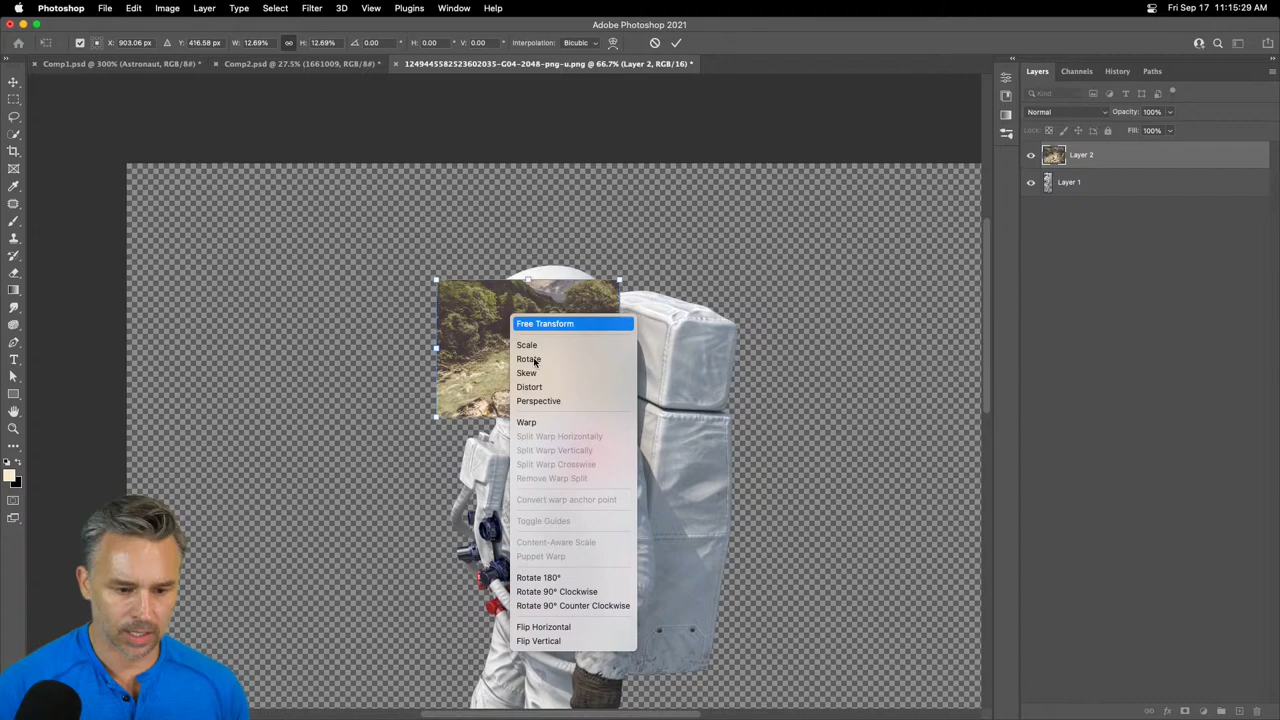 Photoshop File Edit Image Layer Type Select Filter 3D View Plugins Window Help Fri Sep 17 11:15:29 AM
Adobe Photoshop 2021
X: 903.06 px Y: 416.58 px W: 12.69% H: 12.69% 0.00 ° H: 0.00 ° V: 0.00 ° Interpolation: Bicubic
Comp1.psd @ 300% (Astronaut, RGB/8#) * Comp2.psd @ 27.5% (1661009, RGB/8#) * 1249445582523602035-G04-2048-png-u.png @ 66.7% (Layer 2, RGB/16) *
Layers Channels History Paths
Kind
Normal Opacity: 100%
Lock: Fill: 100%
Layer 2
Layer 1
Free Transform
Scale
Rotate
Skew
Distort
Perspective
Warp
Split Warp Horizontally
Split Warp Vertically
Split Warp Crosswise
Remove Warp Split
Convert warp anchor point
Toggle Guides
Content-Aware Scale
Puppet Warp
Rotate 180°
Rotate 90° Clockwise
Rotate 90° Counter Clockwise
Flip Horizontal
Flip Vertical